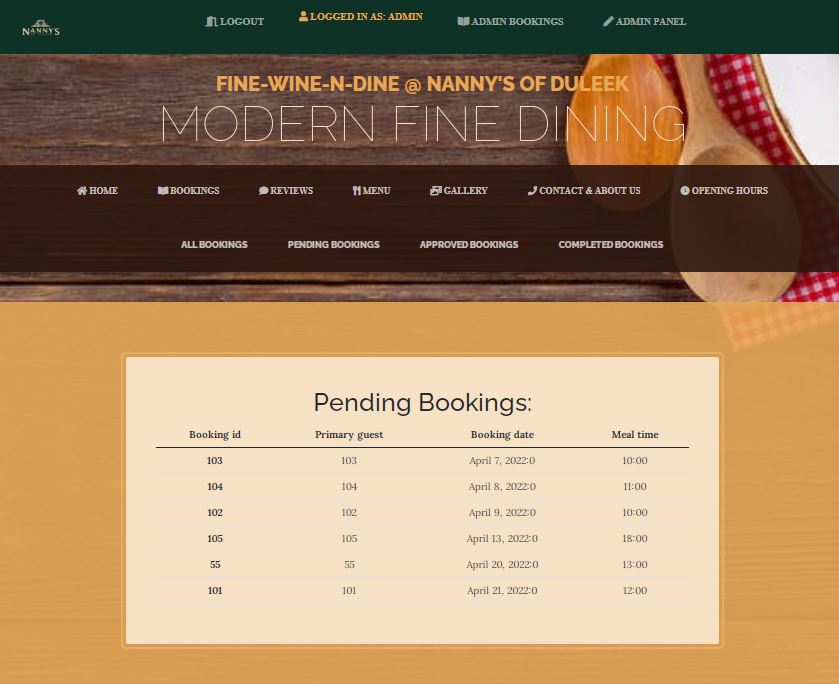 NANNY'S
LOGOUT LOGGED IN AS: ADMIN ADMIN BOOKINGS ADMIN PANEL
FINE-WINE-N-DINE @ NANNY'S OF DULEEK
MODERN FINE DINING
HOME BOOKINGS REVIEWS MENU GALLERY CONTACT & ABOUT US OPENING HOURS
ALL BOOKINGS PENDING BOOKINGS APPROVED BOOKINGS COMPLETED BOOKINGS
Pending Bookings:
Booking id Primary guest Booking date Meal time
103 103 April 7, 2022:0 10:00
104 104 April 8, 2022:0 11:00
102 102 April 9, 2022:0 10:00
105 105 April 13, 2022:0 18:00
55 55 April 20, 2022:0 13:00
101 101 April 21, 2022:0 12:00